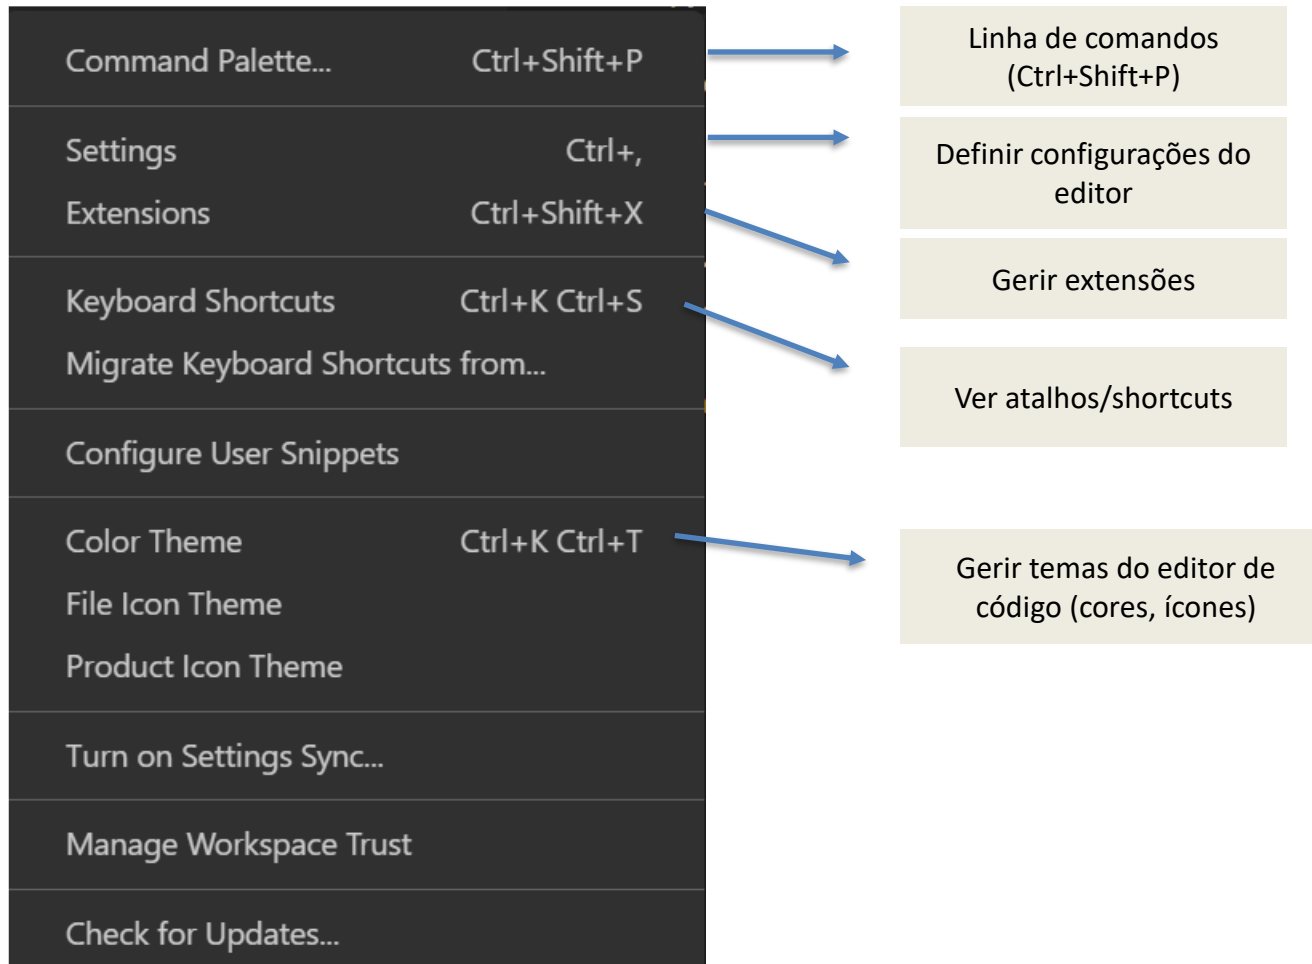 Command Palette... Ctrl+Shift+P
Settings Ctrl+,
Extensions Ctrl+Shift+X
Keyboard Shortcuts Ctrl+K Ctrl+S
Migrate Keyboard Shortcuts from...
Configure User Snippets
Color Theme Ctrl+K Ctrl+T
File Icon Theme
Product Icon Theme
Turn on Settings Sync...
Manage Workspace Trust
Check for Updates...
Linha de comandos
(Ctrl+Shift+P)
Definir configurações do
editor
Gerir extensões
Ver atalhos/shortcuts
Gerir temas do editor de
código (cores, ícones)